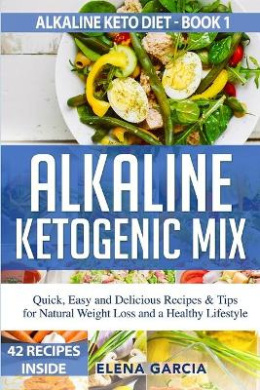 ALKALINE KETO DIET - BOOK 1
ALKALINE
KETOGENIC MIX
Quick, Easy and Delicious Recipes & Tips
for Natural Weight Loss and a Healthy Lifestyle
42 RECIPES
INSIDE
ELENA GARCIA